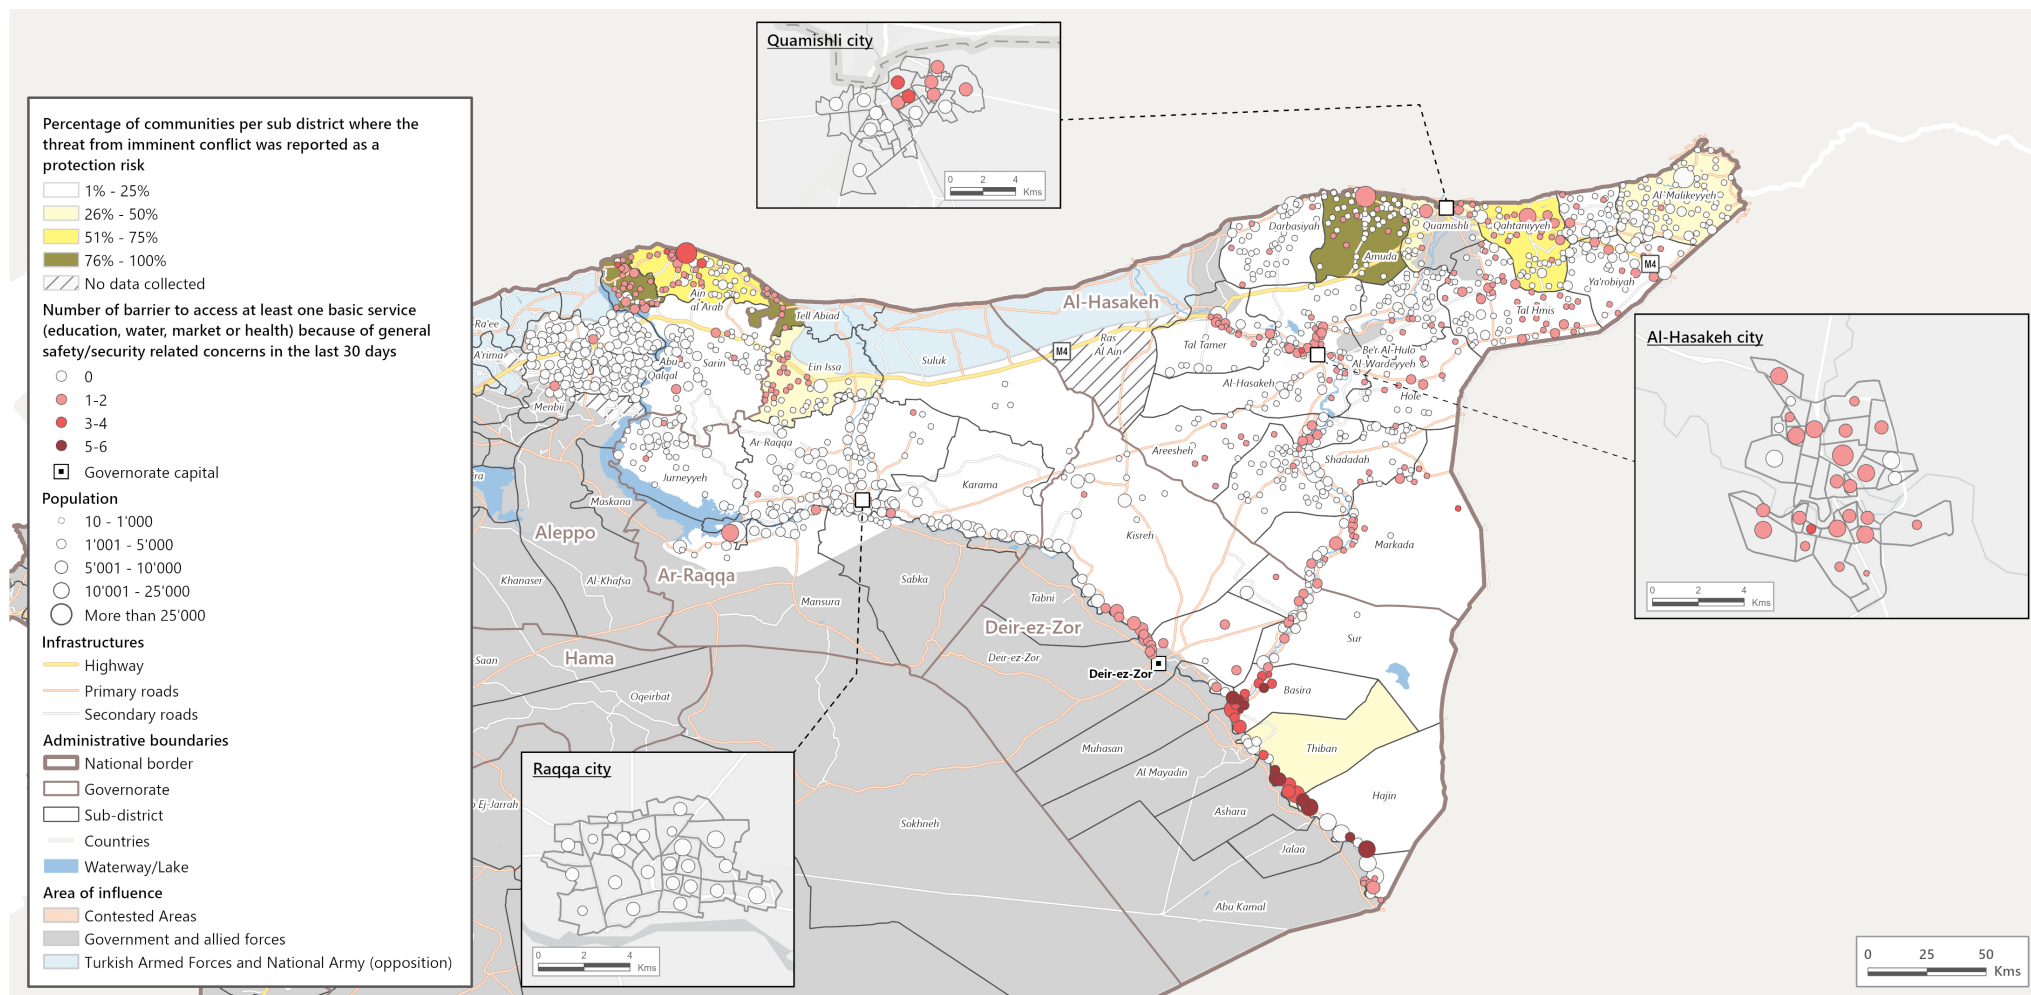 Quamishli city
0 2 4
Kms
Percentage of communities per sub district where the
threat from imminent conflict was reported as a
protection risk
1% - 25%
26% - 50%
51% - 75%
76% - 100%
No data collected
Number of barrier to access at least one basic service
(education, water, market or health) because of general
safety/security related concerns in the last 30 days
0
1-2
3-4
5-6
Governorate capital
Population
10 - 1'000
1'001 - 5'000
5'001 - 10'000
10'001 - 25'000
More than 25'000
Infrastructures
Highway
Primary roads
Secondary roads
Administrative boundaries
National border
Governorate
Sub-district
Countries
Waterway/Lake
Area of influence
Contested Areas
Government and allied forces
Turkish Armed Forces and National Army (opposition)
Al-Malikeyyeh
Darbasiyah
Quamishli
Qahtaniyyeh
Amuda
M4
Ya'robiyah
Ain
al Arab
Tell Abiad
Al-Hasakeh
Tal Hmis
Ra'ee
A'rima
Abu
Qalqal
Sarin
Ein Issa
Suluk
M4
Ras
Al Ain
Tal Tamer
Be'r Al-Hulo
Al-Wardeyyeh
Al-Hasakeh
Hole
Menbij
Ar-Raqqa
Areesheh
Shadadah
Jurneyyeh
Karama
Maskana
Aleppo
Kisreh
Markada
Khanaser
Al-Khafsa
Ar-Raqqa
Sabka
Mansura
Tabni
Deir-ez-Zor
Sur
Saan
Hama
Deir-ez-Zor
Deir-ez-Zor
Oqeirbat
Basira
Muhasan
Thiban
Al Mayadin
Hajin
Ej-Jarrah
Ashara
Sokhneh
Jalaa
Abu Kamal
Al-Hasakeh city
0 2 4
Kms
Raqqa city
0 2 4
Kms
0 25 50
Kms